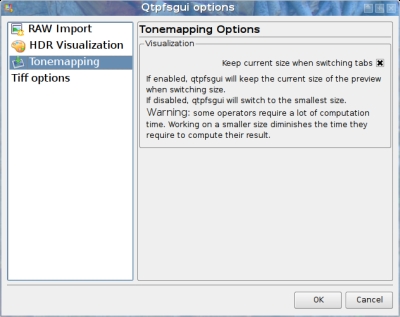 Qtpfsgui options
RAW Import
HDR Visualization
Tonemapping
Tiff options
Tonemapping Options
Visualization
Keep current size when switching tabs
If enabled, qtpfsgui will keep the current size of the preview
when switching size.
If disabled, qtpfsgui will switch to the smallest size.
Warning: some operators require a lot of computation
time. Working on a smaller size diminishes the time they
require to compute their result.
OK
Cancel